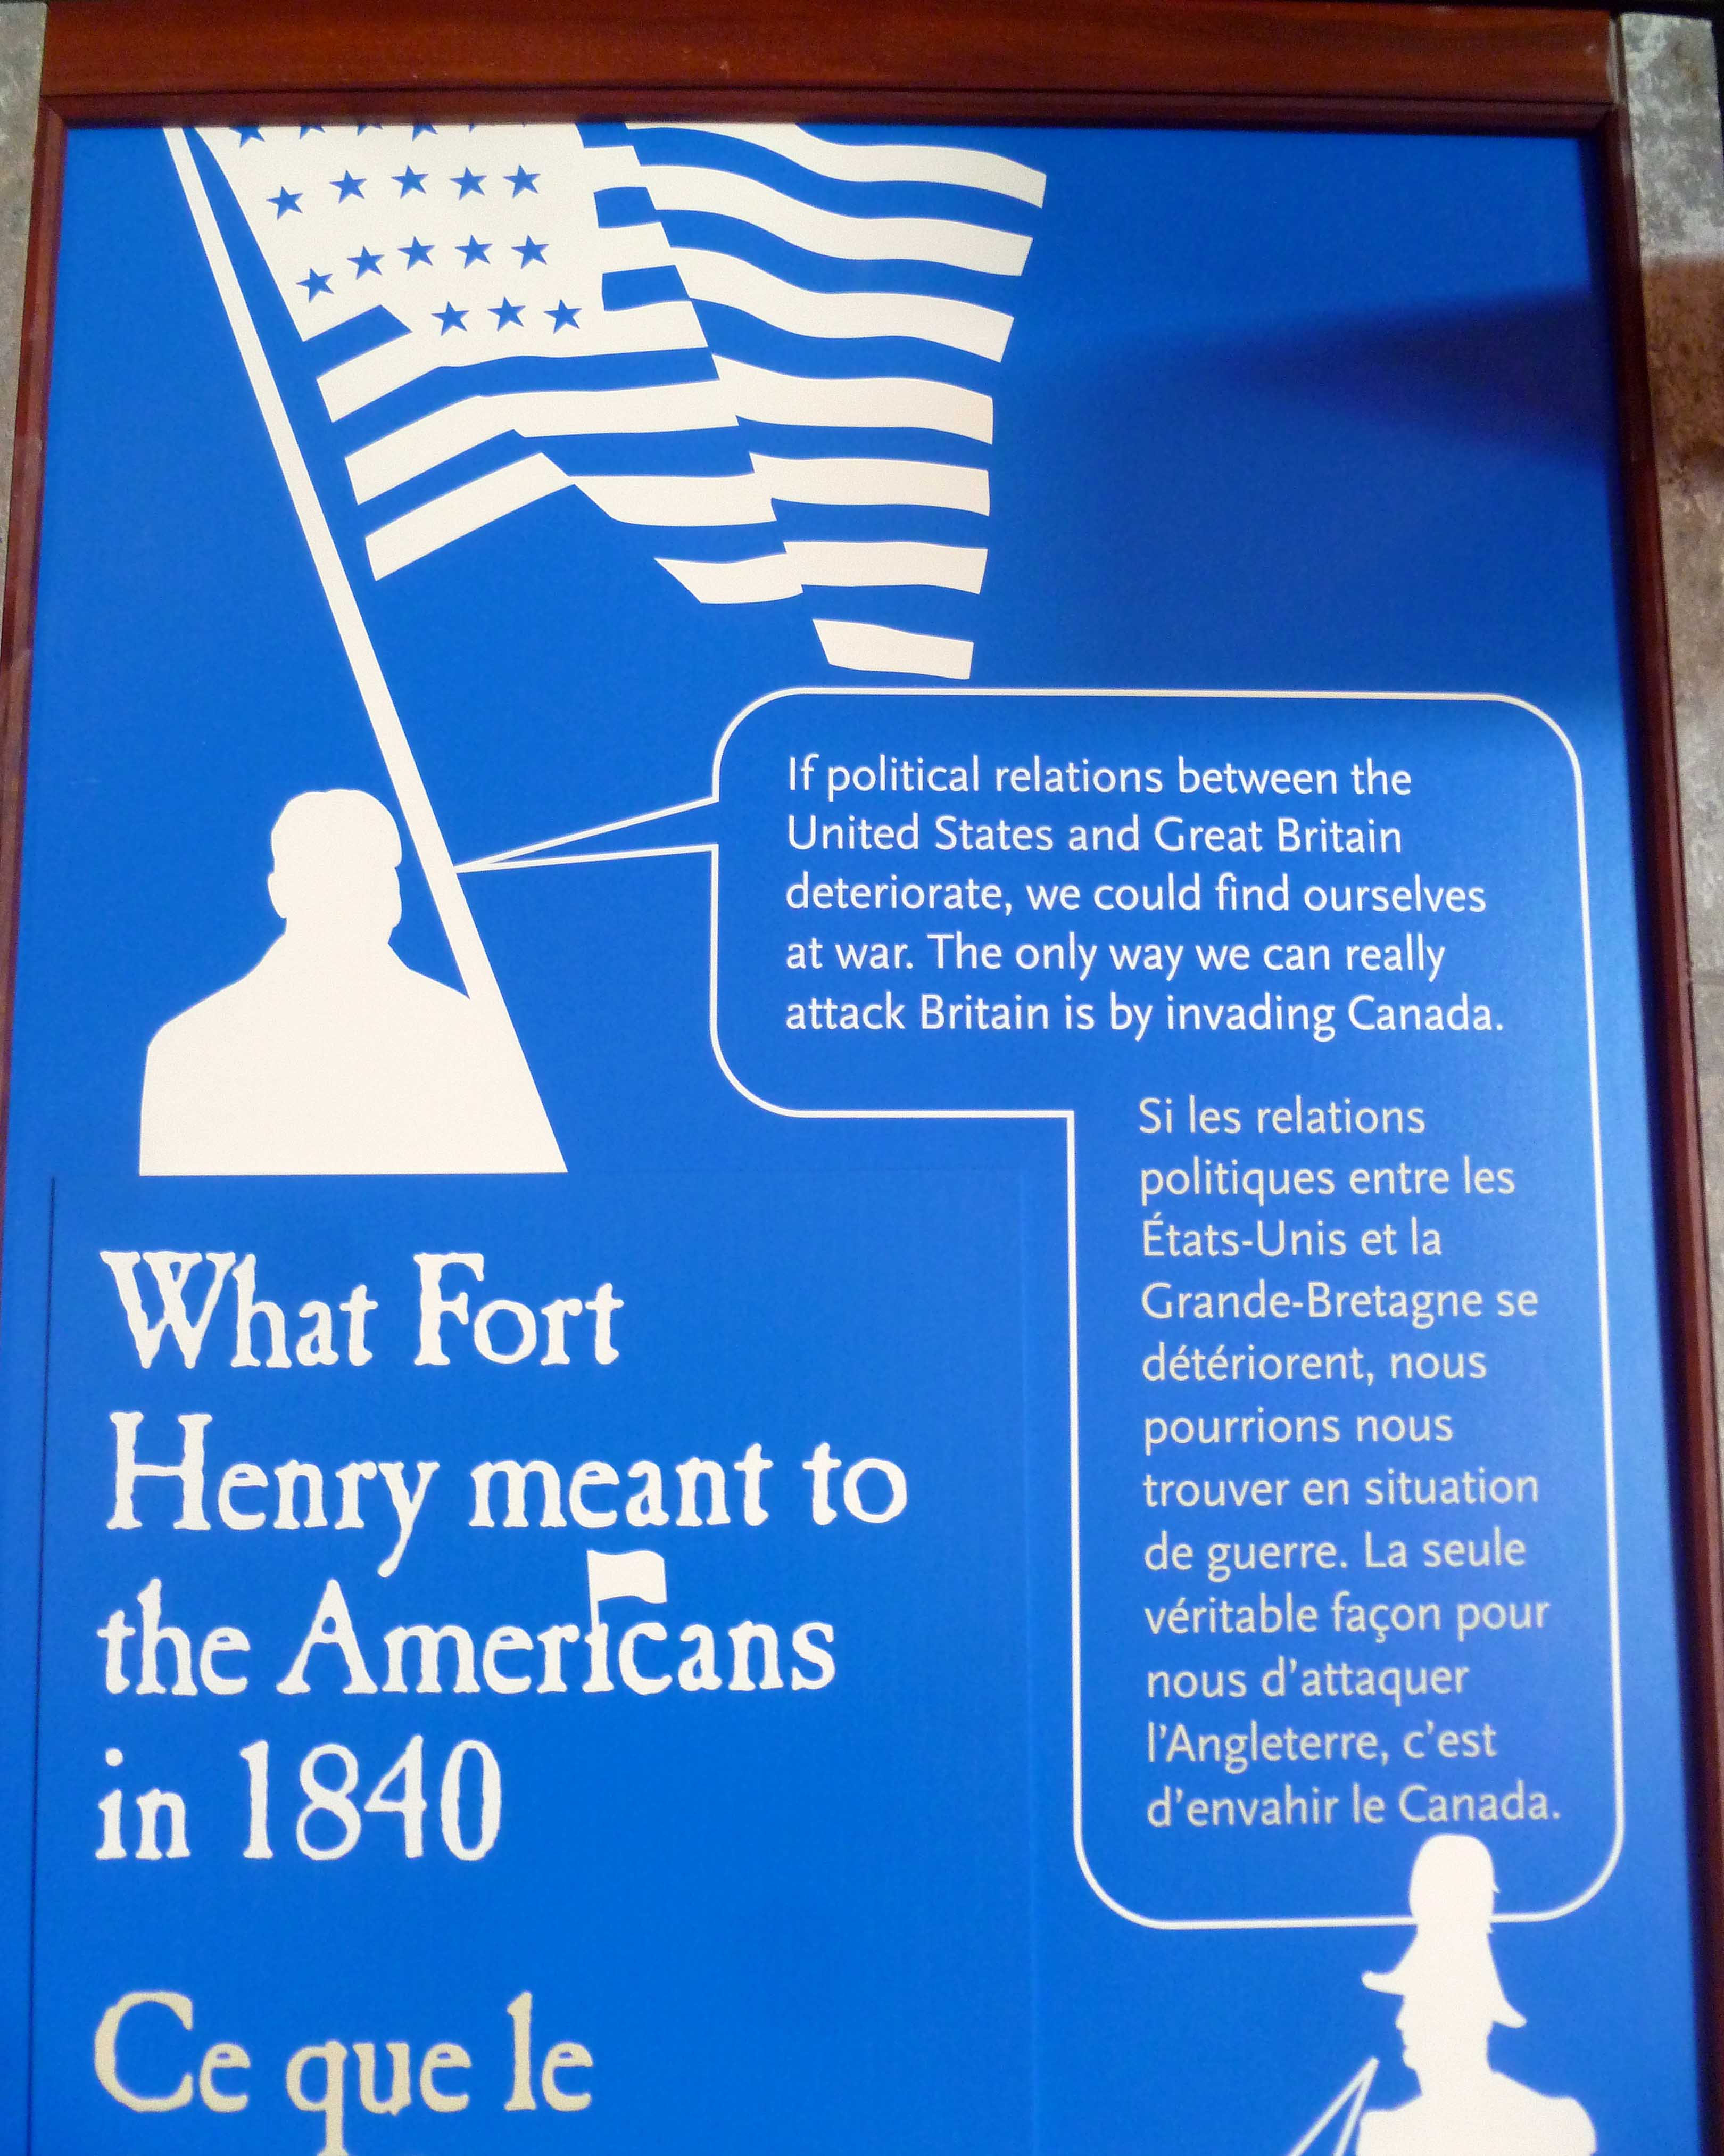 If political relations between the
United States and Great Britain
deteriorate, we could find ourselves
at war. The only way we can really
attack Britain is by invading Canada.
Si les relations
politiques entre les
États-Unis et la
Grande-Bretagne se
détériorent, nous
pourrions nous
trouver en situation
de guerre. La seule
véritable façon pour
nous d'attaquer
l'Angleterre, c'est
d'envahir le Canada.
What Fort
Henry meant to
the Americans
in 1840
Ce que le